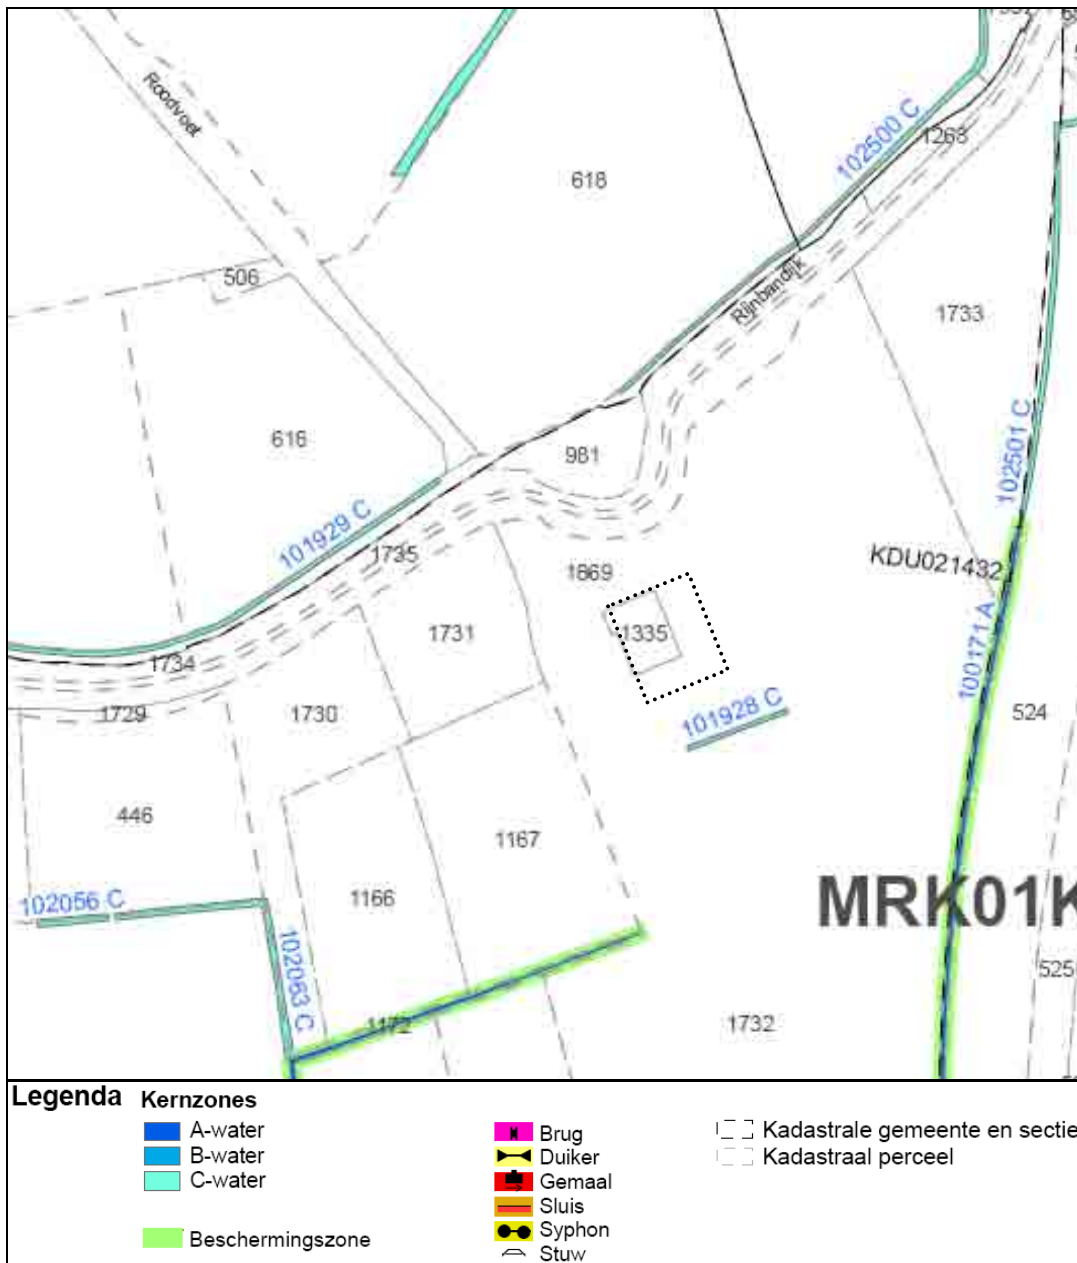 Roodvoet
618
102500 C
1268
506
Rijnbandijk
1733
616
981
102501 C
101929 C
1735
1869
KDU021432
1731
1335
1734
100171 A
1729
1730
101928 C
524
446
1167
102056 C
1166
MRK01K
102063 C
525
1172
1732
Legenda
Kernzones
A-water
B-water
C-water
Beschermingszone
Brug
Duiker
Gemaal
Sluis
Syphon
Stuw
Kadastrale gemeente en sectie
Kadastraal perceel